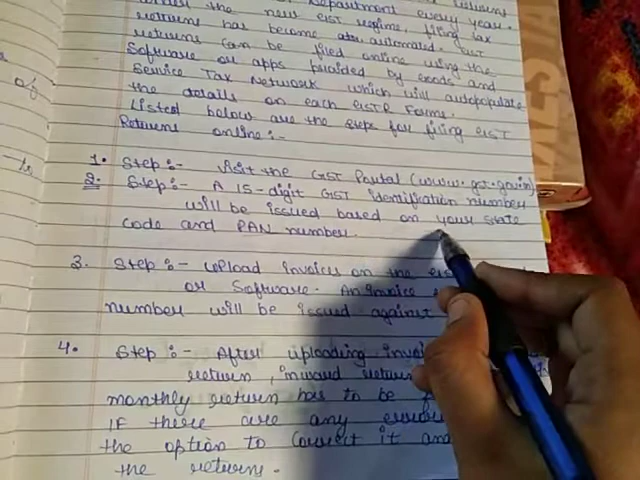 Department every year.
under the new GST regime, filing tax
returns has become automated. GST
returns can be filed online using the
Software or apps provided by Goods and
Service Tax Network which will autopopulate
the details on each GSTR Forms.
Listed below are the steps for filing GST
Returns online :-
1. Step :- Visit the GST Portal (www.gst.gov.in)
2. Step :- A 15-digit GST identification number
will be issued based on your state
code and PAN number.
3. Step :- Upload invoices on the
or Software. An invoice
number will be issued against
4. Step :- After uploading
return, inward
monthly return has to be
IF there are any
the option to correct it
the returns.